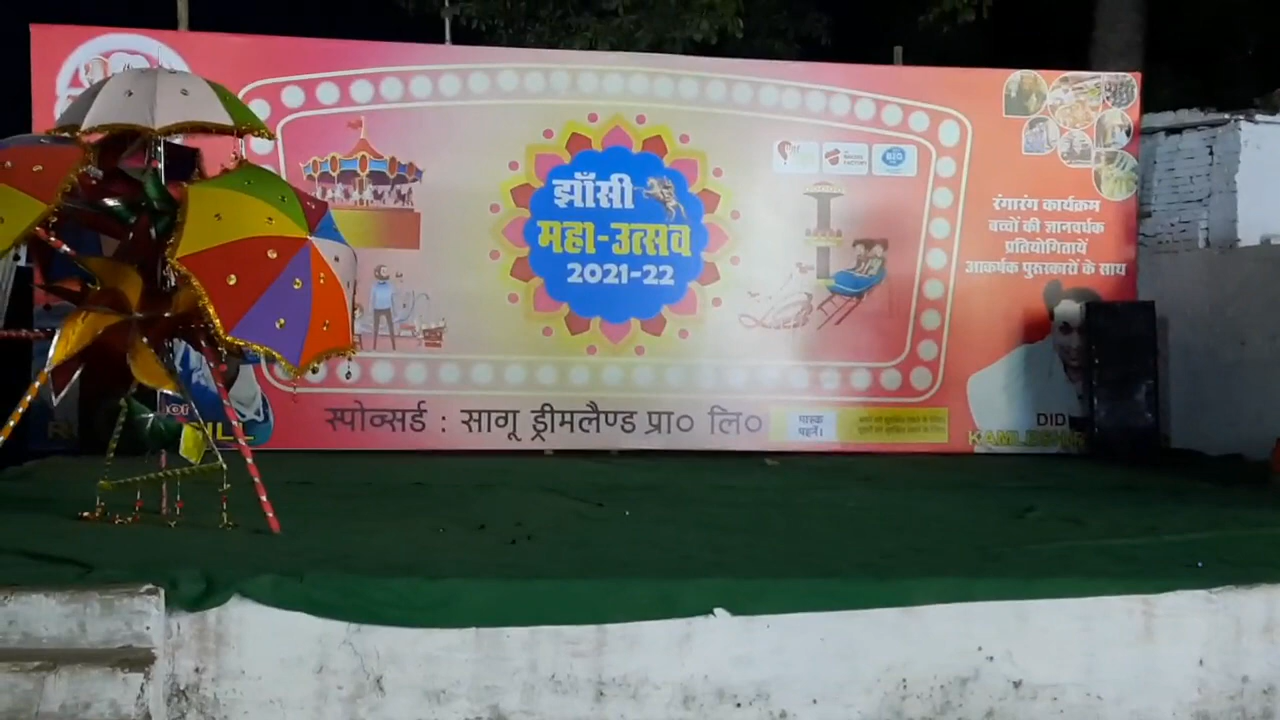 झाँसी
महा-उत्सव
2021-22
BIG
रंगारंग कार्यक्रम
बच्चों की ज्ञानवर्धक
प्रतियोगितायें
आकर्षक पुरूस्कारों के साथ
स्पोन्सर्ड : सागू ड्रीमलैण्ड प्रा० लि०
मास्क
पहनें।
DID